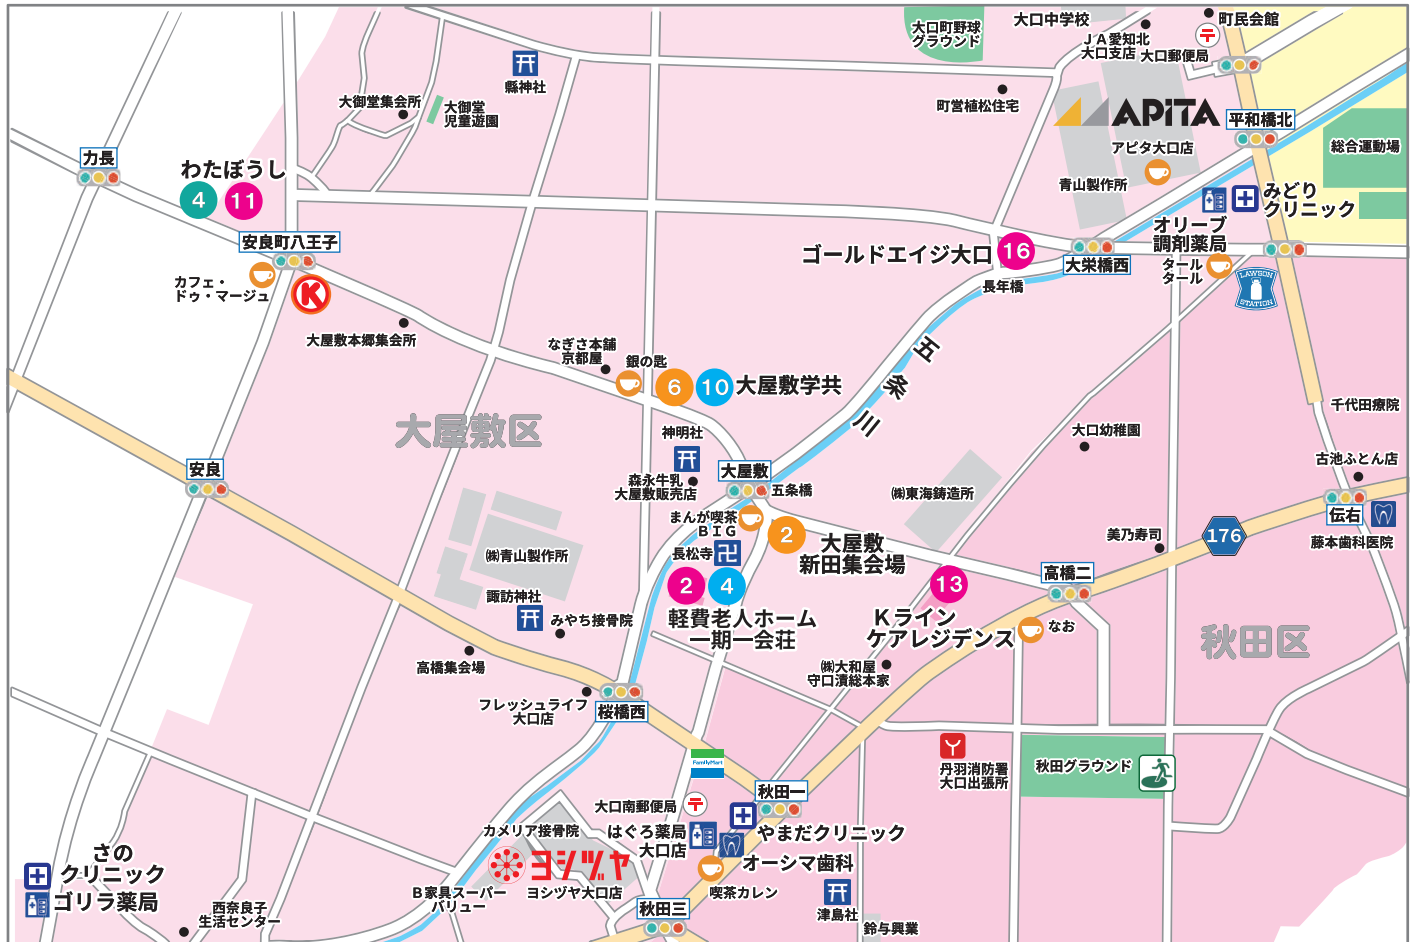 大口町野球
グラウンド
大口中学校
町民会館
ＪＡ愛知北
大口支店
大口郵便局
縣神社
大御堂集会所
大御堂
児童遊園
町営植松住宅
APiTA
アピタ大口店
平和橋北
総合運動場
力長
わたぼうし
4
11
青山製作所
みどり
クリニック
オリーブ
調剤薬局
安良町八王子
ゴールドエイジ大口
16
大栄橋西
タール
タール
カフェ・
ドゥ・マージュ
K
長年橋
LAWSON
STATION
大屋敷本郷集会所
なぎさ本舗
京都屋
銀の匙
6
10
大屋敷学共
五
条
川
千代田療院
大屋敷区
神明社
大口幼稚園
安良
大屋敷
五条橋
古池ふとん店
森永牛乳
大屋敷販売店
㈱東海鋳造所
伝右
まんが喫茶
ＢＩＧ
2
大屋敷
新田集会場
美乃寿司
176
藤本歯科医院
㈱青山製作所
長松寺
2
4
軽費老人ホーム
一期一会荘
13
Ｋライン
ケアレジデンス
高橋二
諏訪神社
みやち接骨院
なお
秋田区
高橋集会場
㈱大和屋
守口漬総本家
フレッシュライフ
大口店
桜橋西
FamilyMart
丹羽消防署
大口出張所
秋田グラウンド
秋田一
大口南郵便局
カメリア接骨院
はぐろ薬局
大口店
やまだクリニック
オーシマ歯科
さの
クリニック
ゴリラ薬局
ヨシヅヤ
ヨシヅヤ大口店
Ｂ家具スーパー
バリュー
喫茶カレン
秋田三
津島社
鈴与興業
西奈良子
生活センター